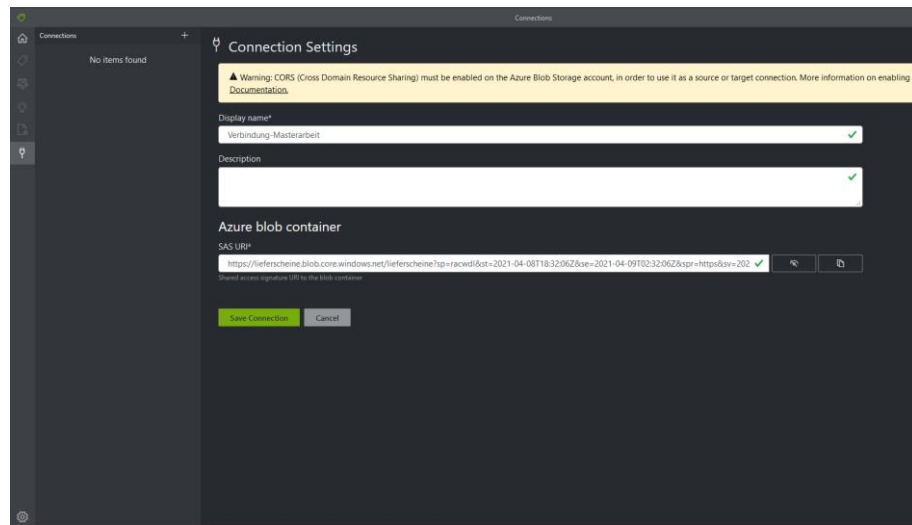 Connections
Connections +
No items found
Connection Settings
Warning: CORS (Cross Domain Resource Sharing) must be enabled on the Azure Blob Storage account, in order to use it as a source or target connection. More information on enabling
Documentation.
Display name*
Verbindung-Masterarbeit
Description
Azure blob container
SAS URI*
https://lieferscheine.blob.core.windows.net/lieferscheine?sp=racwdl&st=2021-04-08T18:32:06Z&se=2021-04-09T02:32:06Z&spr=https&sv=202
Shared access signature URI to the blob container
Save Connection Cancel